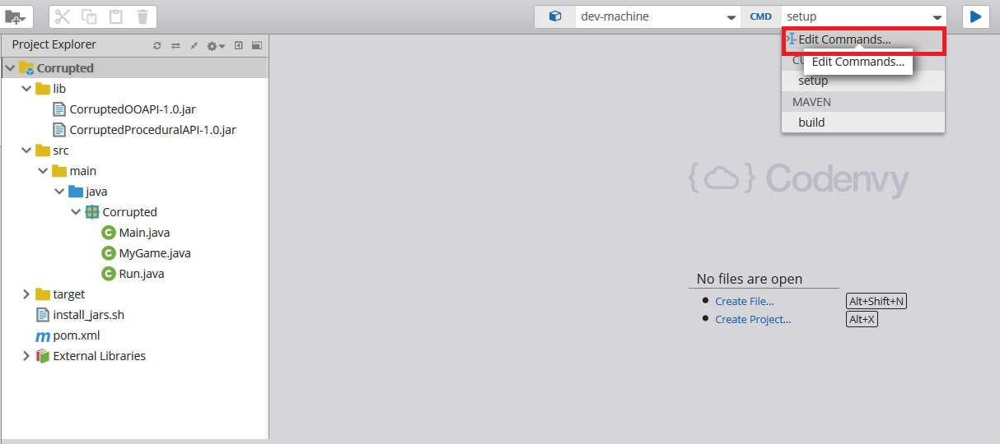 dev-machine
CMD
setup
Project Explorer
Edit Commands...
CU
Edit Commands...
setup
MAVEN
build
Corrupted
lib
CorruptedOOAPI-1.0.jar
CorruptedProceduralAPI-1.0.jar
src
main
java
Corrupted
C Main.java
C MyGame.java
C Run.java
target
install_jars.sh
m pom.xml
External Libraries
{ } Codenvy
No files are open
Create File... Alt+Shift+N
Create Project... Alt+X